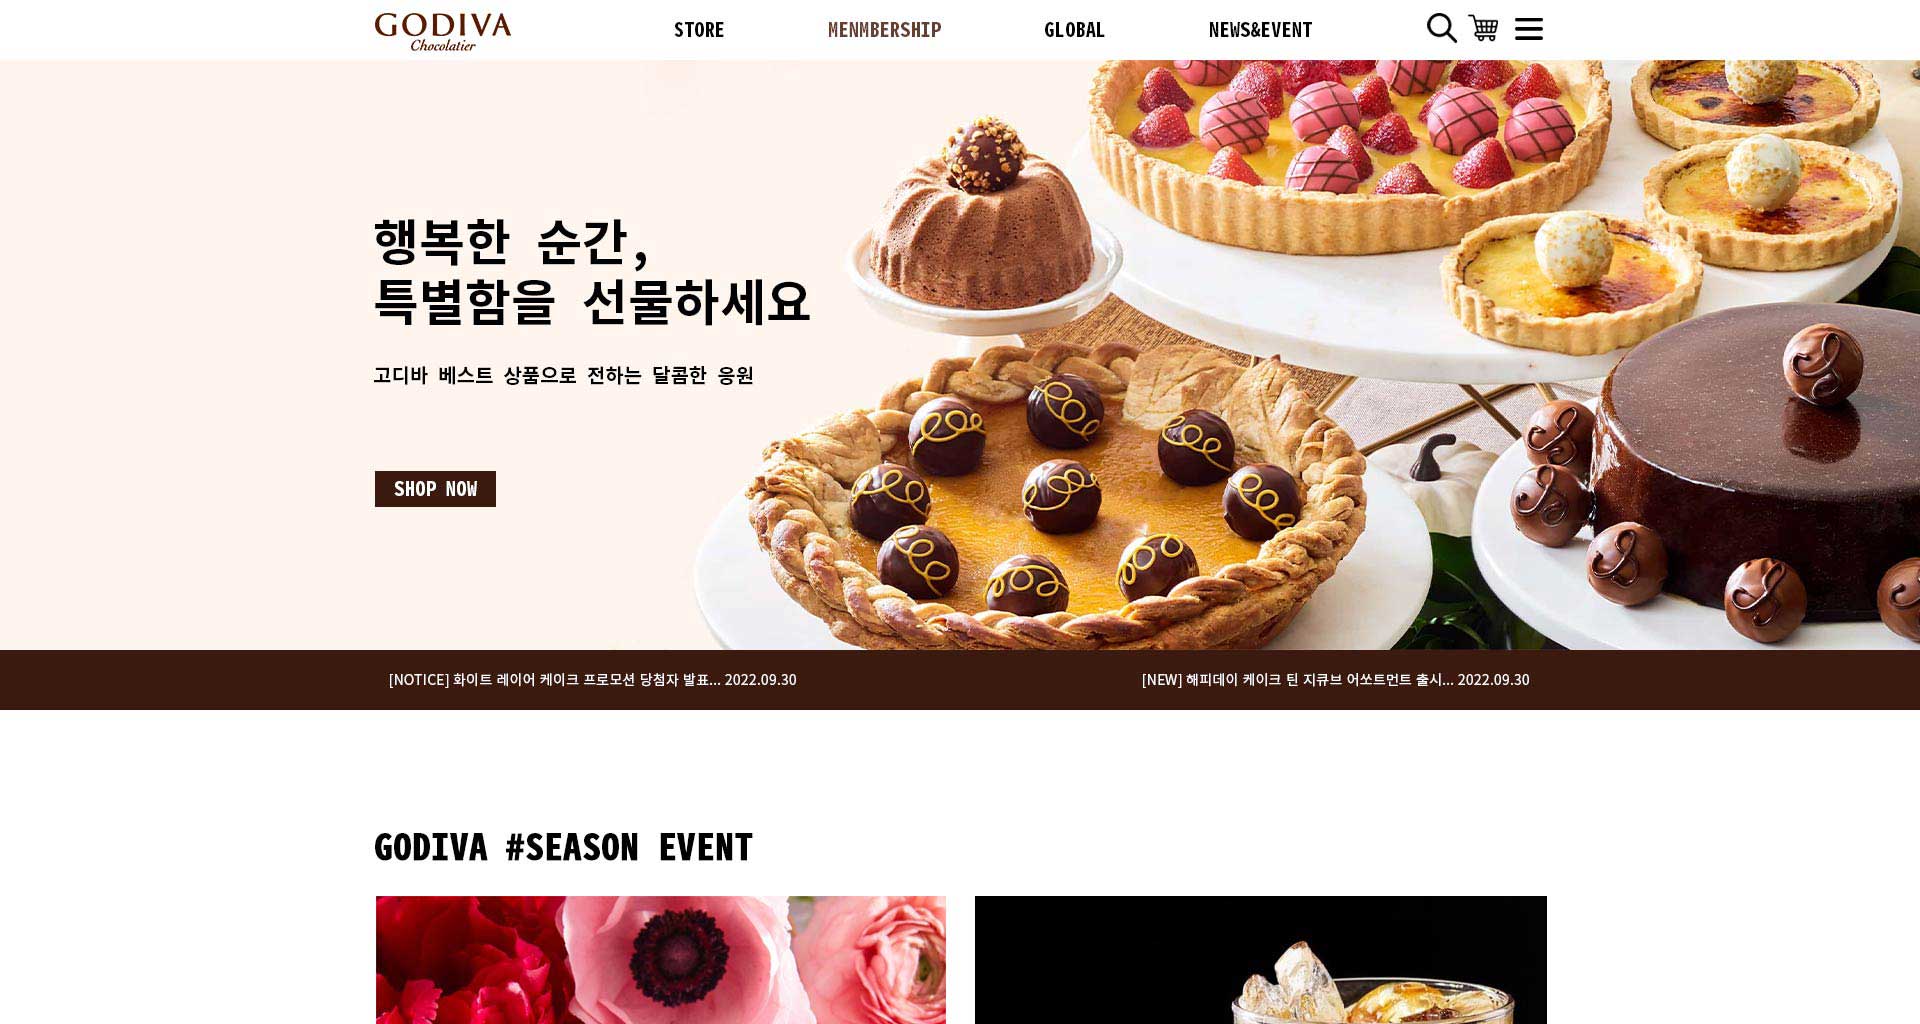 GODIVA
Chocolatier
STORE
MENMBERSHIP
GLOBAL
NEWS&EVENT
행복한 순간,
특별함을 선물하세요
고디바 베스트 상품으로 전하는 달콤한 응원
SHOP NOW
[NOTICE] 화이트 레이어 케이크 프로모션 당첨자 발표... 2022.09.30
[NEW] 해피데이 케이크 틴 지큐브 어쏘트먼트 출시... 2022.09.30
GODIVA #SEASON EVENT